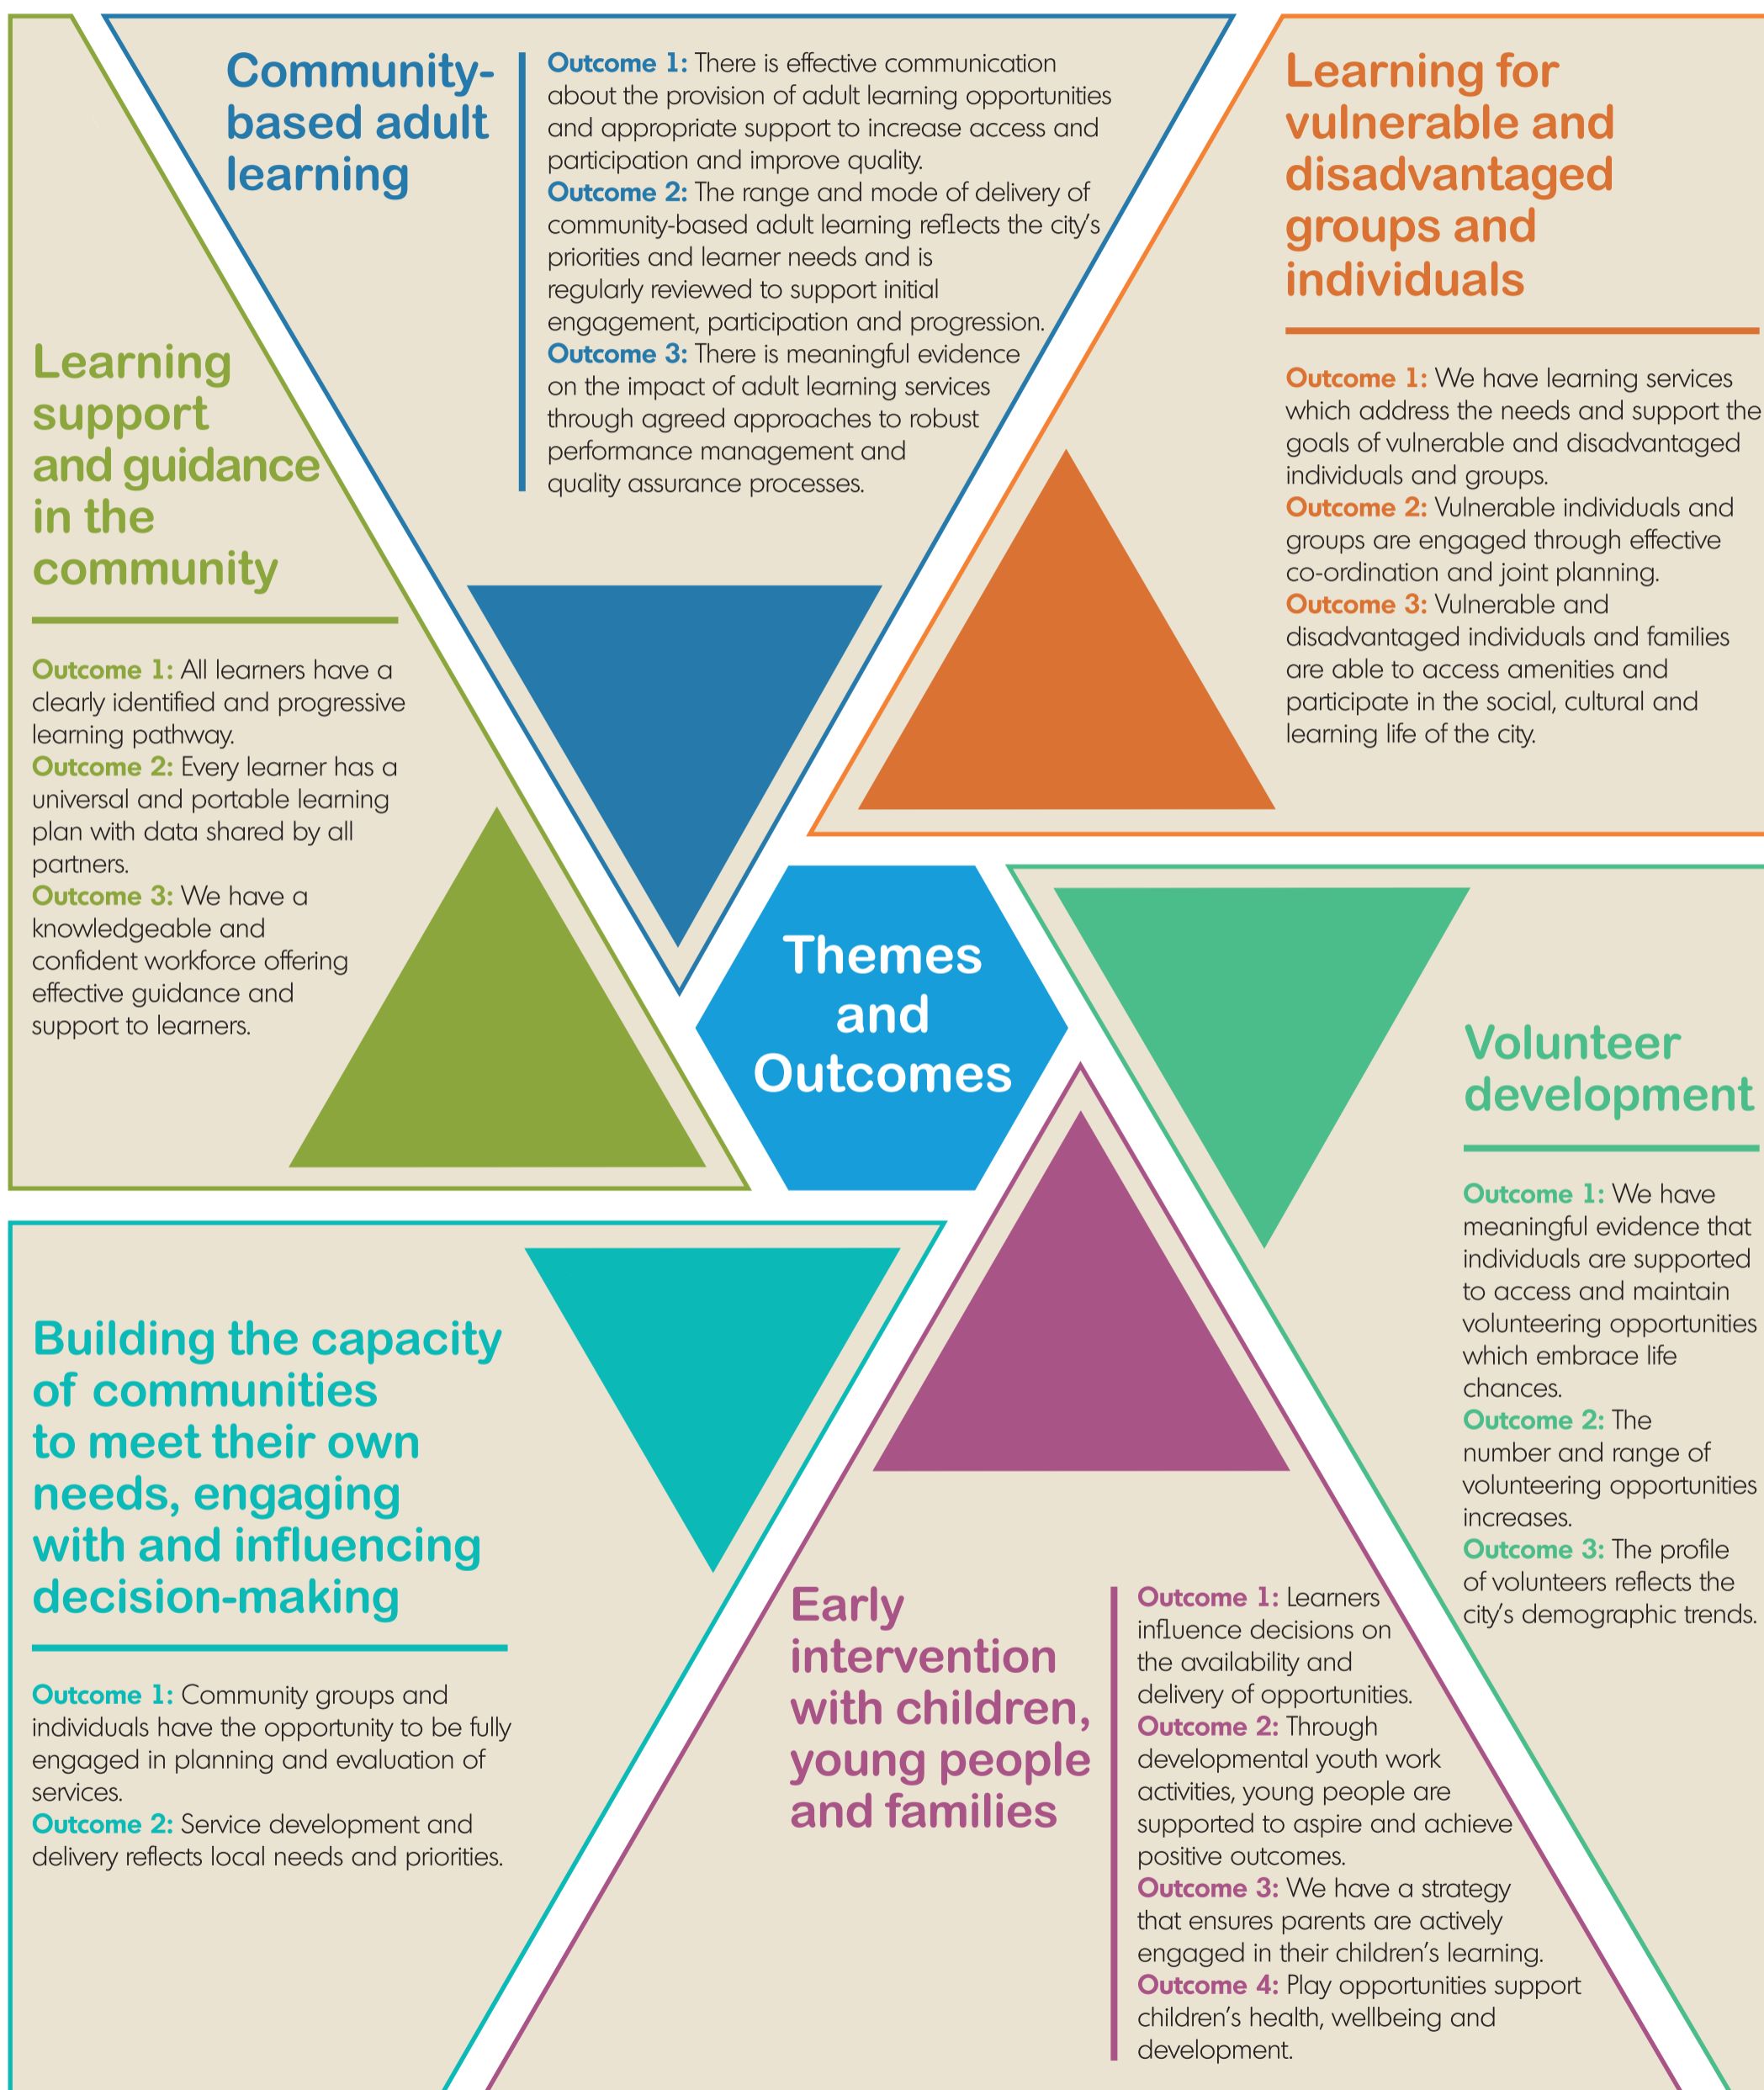 Community-
based adult
learning
Outcome 1: There is effective communication
about the provision of adult learning opportunities
and appropriate support to increase access and
participation and improve quality.
Outcome 2: The range and mode of delivery of
community-based adult learning reflects the city's
priorities and learner needs and is
regularly reviewed to support initial
engagement, participation and progression.
Outcome 3: There is meaningful evidence
on the impact of adult learning services
through agreed approaches to robust
performance management and
quality assurance processes.
Learning for
vulnerable and
disadvantaged
groups and
individuals
Outcome 1: We have learning services
which address the needs and support the
goals of vulnerable and disadvantaged
individuals and groups.
Outcome 2: Vulnerable individuals and
groups are engaged through effective
co-ordination and joint planning.
Outcome 3: Vulnerable and
disadvantaged individuals and families
are able to access amenities and
participate in the social, cultural and
learning life of the city.
Learning
support
and guidance
in the
community
Outcome 1: All learners have a
clearly identified and progressive
learning pathway.
Outcome 2: Every learner has a
universal and portable learning
plan with data shared by all
partners.
Outcome 3: We have a
knowledgeable and
confident workforce offering
effective guidance and
support to learners.
Themes
and
Outcomes
Volunteer
development
Outcome 1: We have
meaningful evidence that
individuals are supported
to access and maintain
volunteering opportunities
which embrace life
chances.
Outcome 2: The
number and range of
volunteering opportunities
increases.
Outcome 3: The profile
of volunteers reflects the
city's demographic trends.
Building the capacity
of communities
to meet their own
needs, engaging
with and influencing
decision-making
Outcome 1: Community groups and
individuals have the opportunity to be fully
engaged in planning and evaluation of
services.
Outcome 2: Service development and
delivery reflects local needs and priorities.
Early
intervention
with children,
young people
and families
Outcome 1: Learners
influence decisions on
the availability and
delivery of opportunities.
Outcome 2: Through
developmental youth work
activities, young people are
supported to aspire and achieve
positive outcomes.
Outcome 3: We have a strategy
that ensures parents are actively
engaged in their children's learning.
Outcome 4: Play opportunities support
children's health, wellbeing and
development.